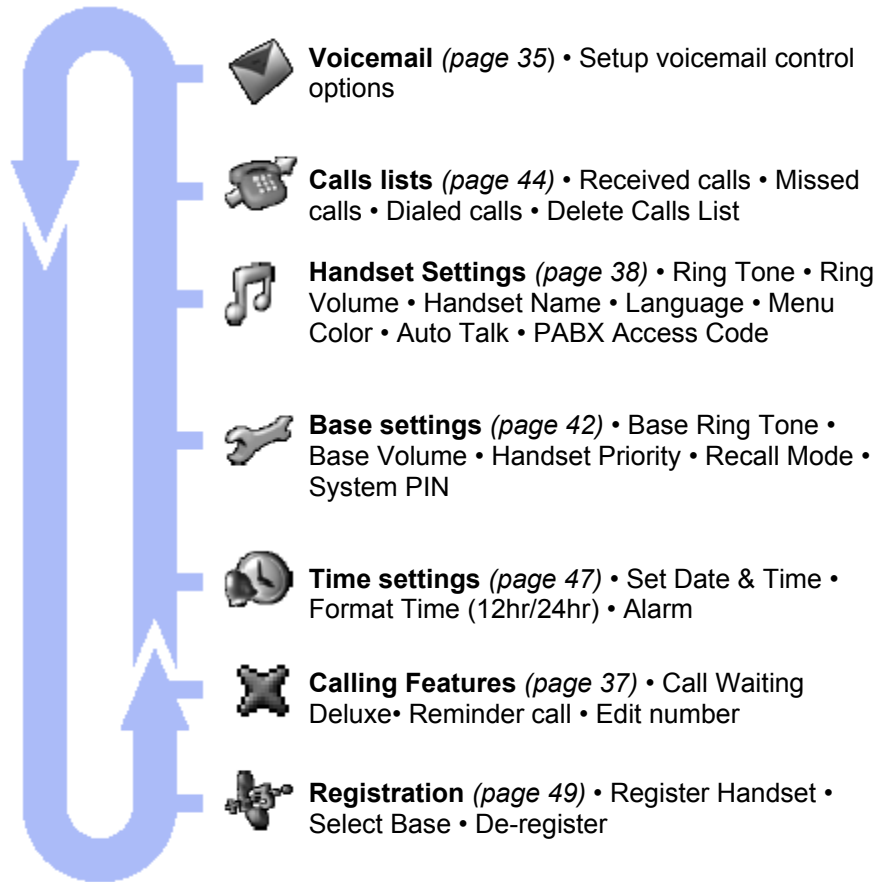 Voicemail (page 35) • Setup voicemail control
options
Calls lists (page 44) • Received calls • Missed
calls • Dialed calls • Delete Calls List
Handset Settings (page 38) • Ring Tone • Ring
Volume • Handset Name • Language • Menu
Color • Auto Talk • PABX Access Code
Base settings (page 42) • Base Ring Tone •
Base Volume • Handset Priority • Recall Mode •
System PIN
Time settings (page 47) • Set Date & Time •
Format Time (12hr/24hr) • Alarm
Calling Features (page 37) • Call Waiting
Deluxe• Reminder call • Edit number
Registration (page 49) • Register Handset •
Select Base • De-register